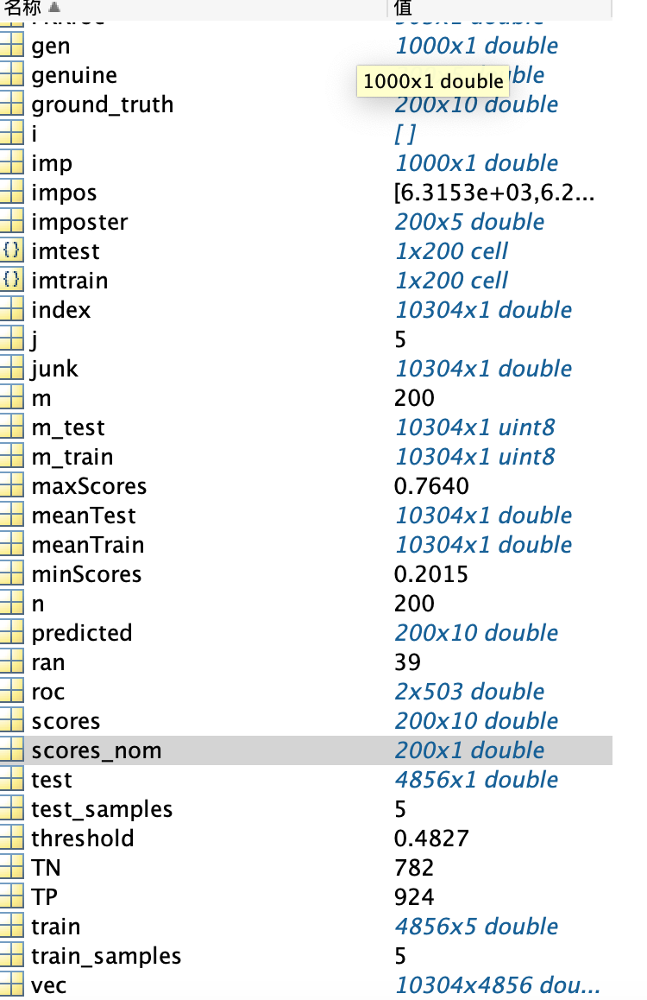 名称 值
gen 1000x1 double
genuine
1000x1 double
ground_truth 200x10 double
i []
imp 1000x1 double
impos [6.3153e+03,6.2...
imposter 200x5 double
{} imtest 1x200 cell
{} imtrain 1x200 cell
index 10304x1 double
j 5
junk 10304x1 double
m 200
m_test 10304x1 uint8
m_train 10304x1 uint8
maxScores 0.7640
meanTest 10304x1 double
meanTrain 10304x1 double
minScores 0.2015
n 200
predicted 200x10 double
ran 39
roc 2x503 double
scores 200x10 double
scores_nom 200x1 double
test 4856x1 double
test_samples 5
threshold 0.4827
TN 782
TP 924
train 4856x5 double
train_samples 5
vec 10304x4856 dou...